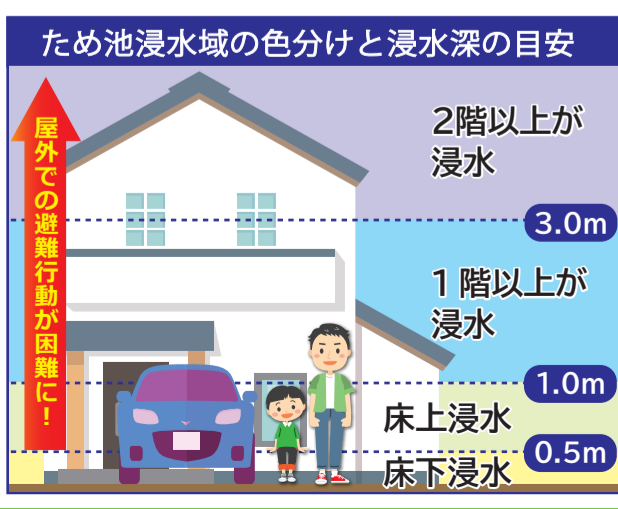 ため池浸水域の色分けと浸水深の目安
屋外での避難行動が困難に！
2階以上が
浸水
3.0m
1階以上が
浸水
1.0m
床上浸水
0.5m
床下浸水